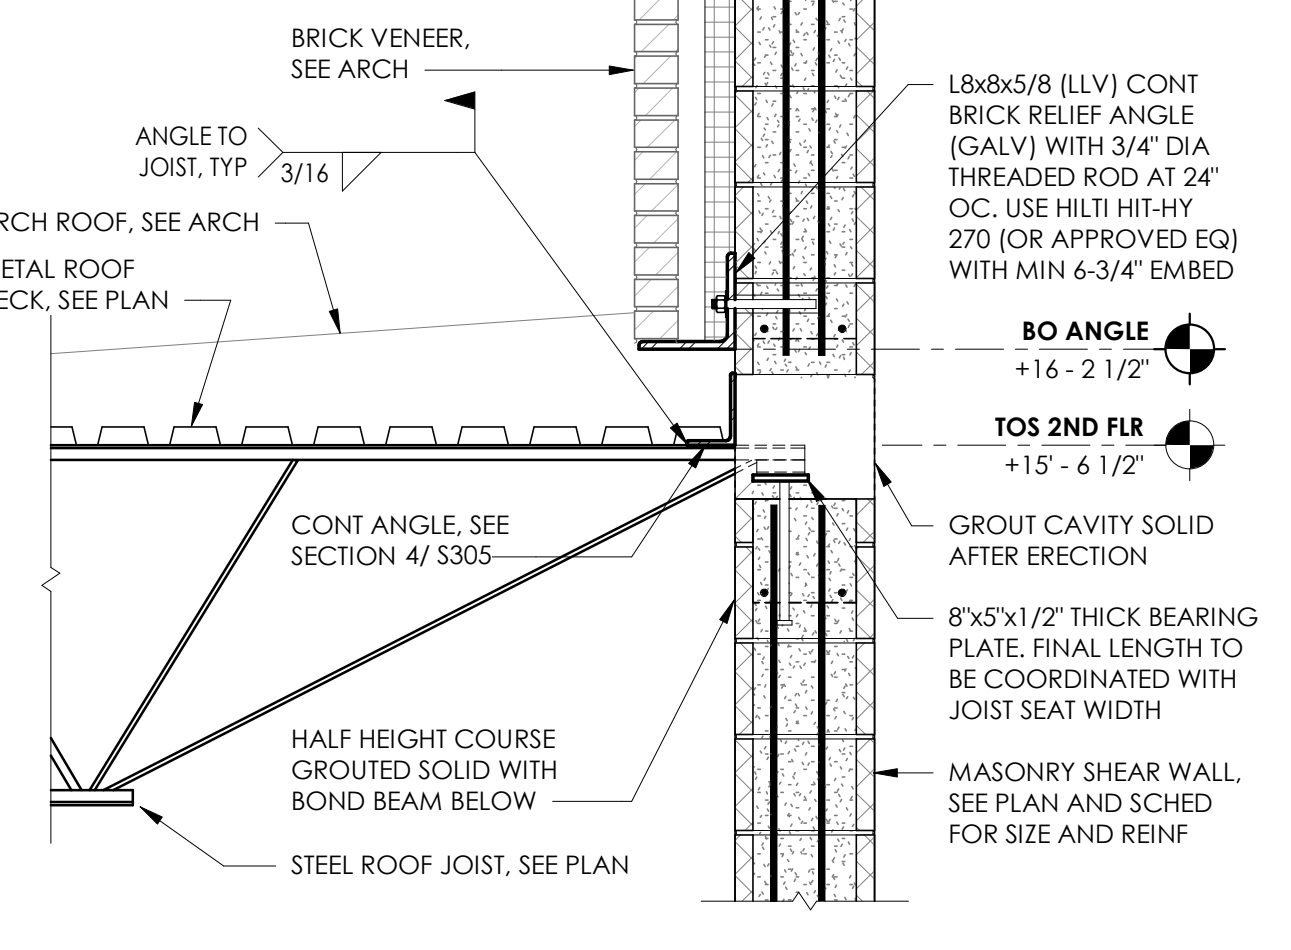 BRICK VENEER,
SEE ARCH
ANGLE TO
JOIST, TYP
3/16
RCH ROOF, SEE ARCH
ETAL ROOF
ECK, SEE PLAN
L8x8x5/8 (LLV) CONT
BRICK RELIEF ANGLE
(GALV) WITH 3/4" DIA
THREADED ROD AT 24"
OC. USE HILTI HIT-HY
270 (OR APPROVED EQ)
WITH MIN 6-3/4" EMBED
BO ANGLE
+16 - 2 1/2"
TOS 2ND FLR
+15' - 6 1/2"
CONT ANGLE, SEE
SECTION 4/ S305
GROUT CAVITY SOLID
AFTER ERECTION
8"x5"x1/2" THICK BEARING
PLATE. FINAL LENGTH TO
BE COORDINATED WITH
JOIST SEAT WIDTH
HALF HEIGHT COURSE
GROUTED SOLID WITH
BOND BEAM BELOW
MASONRY SHEAR WALL,
SEE PLAN AND SCHED
FOR SIZE AND REINF
STEEL ROOF JOIST, SEE PLAN